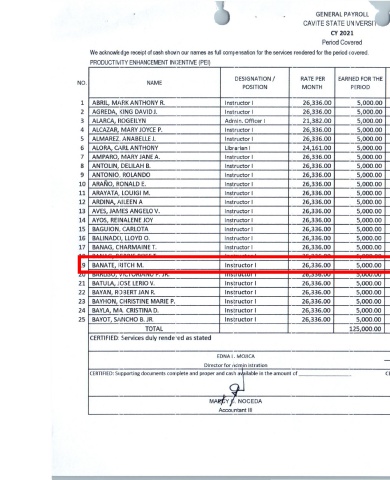 GENERAL PAYROLL
CAVITE STATE UNIVERSIT
CY 2021
Period Covered
We acknowledge receipt of cash shown our names as full compensation for the services rendered for the period covered.
PRODUCTIVITY ENHANCEMENT INCENTIVE (PEI)
NO. NAME DESIGNATION / POSITION RATE PER MONTH EARNED FOR THE PERIOD
1 ABRIL, MARK ANTHONY R. Instructor I 26,336.00 5,000.00
2 AGREDA, KING DAVID J. Instructor I 26,336.00 5,000.00
3 ALARCA, ROGEILYN Admin. Officer I 21,382.00 5,000.00
4 ALCAZAR, MARY JOYCE P. Instructor I 26,336.00 5,000.00
5 ALMAREZ, ANABELLE J. Instructor I 26,336.00 5,000.00
6 ALORA, CARL ANTHONY Librarian I 24,161.00 5,000.00
7 AMPARO, MARY JANE A. Instructor I 26,336.00 5,000.00
8 ANTOLIN, DELILAH B. Instructor I 26,336.00 5,000.00
9 ANTONIO, ROLANDO Instructor I 26,336.00 5,000.00
10 ARAÑO, RONALD E. Instructor I 26,336.00 5,000.00
11 ARAYATA, LOUIGI M. Instructor I 26,336.00 5,000.00
12 ARDINA, AILEEN A Instructor I 26,336.00 5,000.00
13 AVES, JAMES ANGELO V. Instructor I 26,336.00 5,000.00
14 AYOS, REINALENE JOY Instructor I 26,336.00 5,000.00
15 BAGUION, CARLOTA Instructor I 26,336.00 5,000.00
16 BALINADO, LLOYD O. Instructor I 26,336.00 5,000.00
17 BANAG, CHARMAINE T. Instructor I 26,336.00 5,000.00
9 BANATE, RITCH M. Instructor I 26,336.00 5,000.00
Instructor I 26,336.00 5,000.00
21 BATULA, JOSE LERIO V. Instructor I 26,336.00 5,000.00
22 BAYAN, ROBERT JAN R. Instructor I 26,336.00 5,000.00
23 BAYHON, CHRISTINE MARIE P. Instructor I 26,336.00 5,000.00
24 BAYLA, MA. CRISTINA D. Instructor I 26,336.00 5,000.00
25 BAYOT, SANCHO B. JR. Instructor I 26,336.00 5,000.00
TOTAL 125,000.00
CERTIFIED: Services duly rendered as stated
EDNA I. MOJICA
Director for Administration
CERTIFIED: Supporting documents complete and proper and cash available in the amount of
NOCEDA
Accountant III